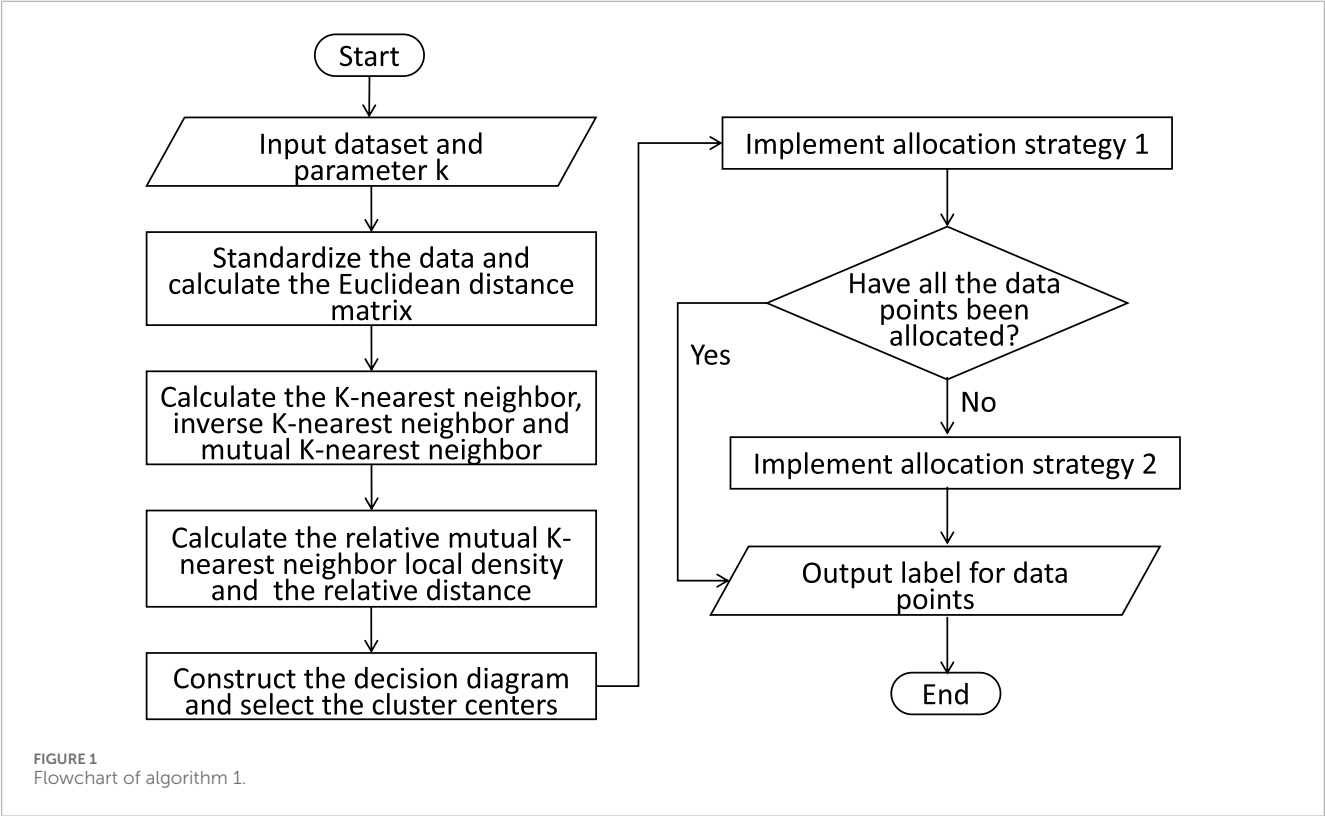 Start
Input dataset and
parameter k
Standardize the data and
calculate the Euclidean distance
matrix
Calculate the K-nearest neighbor,
inverse K-nearest neighbor and
mutual K-nearest neighbor
Calculate the relative mutual K-
nearest neighbor local density
and the relative distance
Construct the decision diagram
and select the cluster centers
Implement allocation strategy 1
Have all the data
points been
allocated?
Yes
No
Implement allocation strategy 2
Output label for data
points
End
FIGURE 1
Flowchart of algorithm 1.